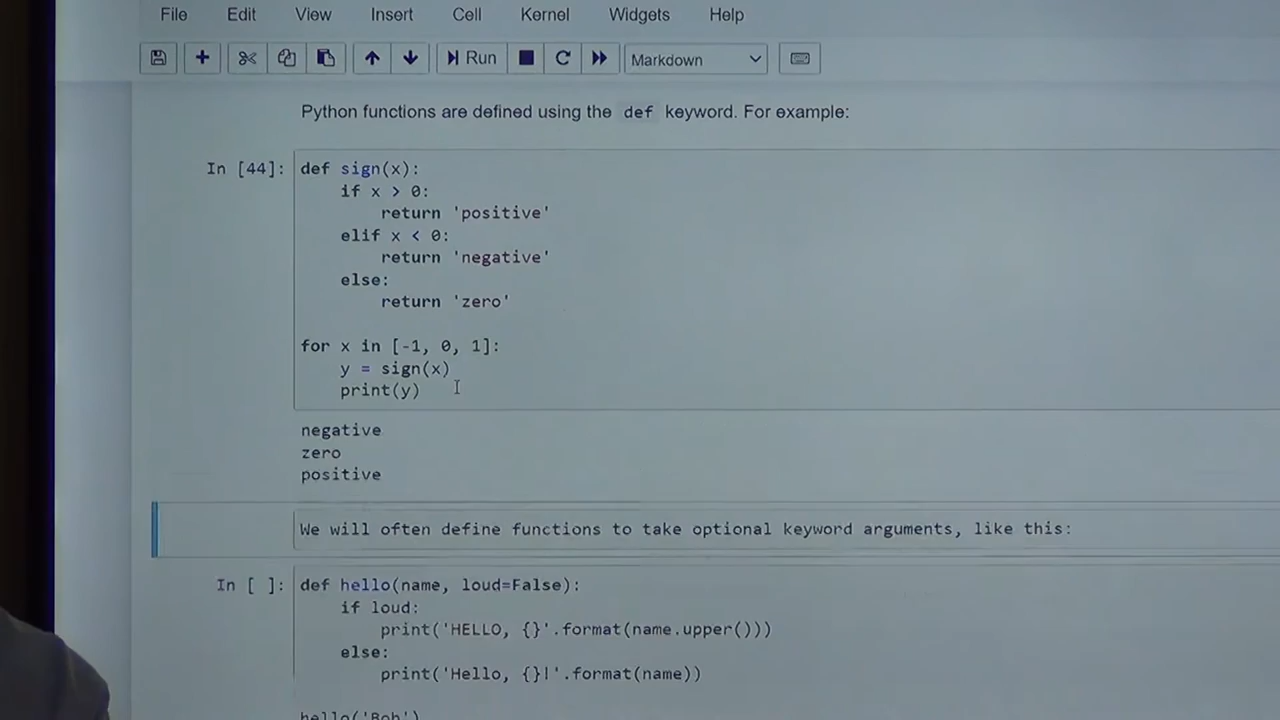 File Edit View Insert Cell Kernel Widgets Help
Run Markdown
Python functions are defined using the def keyword. For example:
In [44]: def sign(x):
if x > 0:
return 'positive'
elif x < 0:
return 'negative'
else:
return 'zero'
for x in [-1, 0, 1]:
y = sign(x)
print(y)
negative
zero
positive
We will often define functions to take optional keyword arguments, like this:
In [ ]: def hello(name, loud=False):
if loud:
print('HELLO, {}'.format(name.upper()))
else:
print('Hello, {}!'.format(name))
hello('Bob')